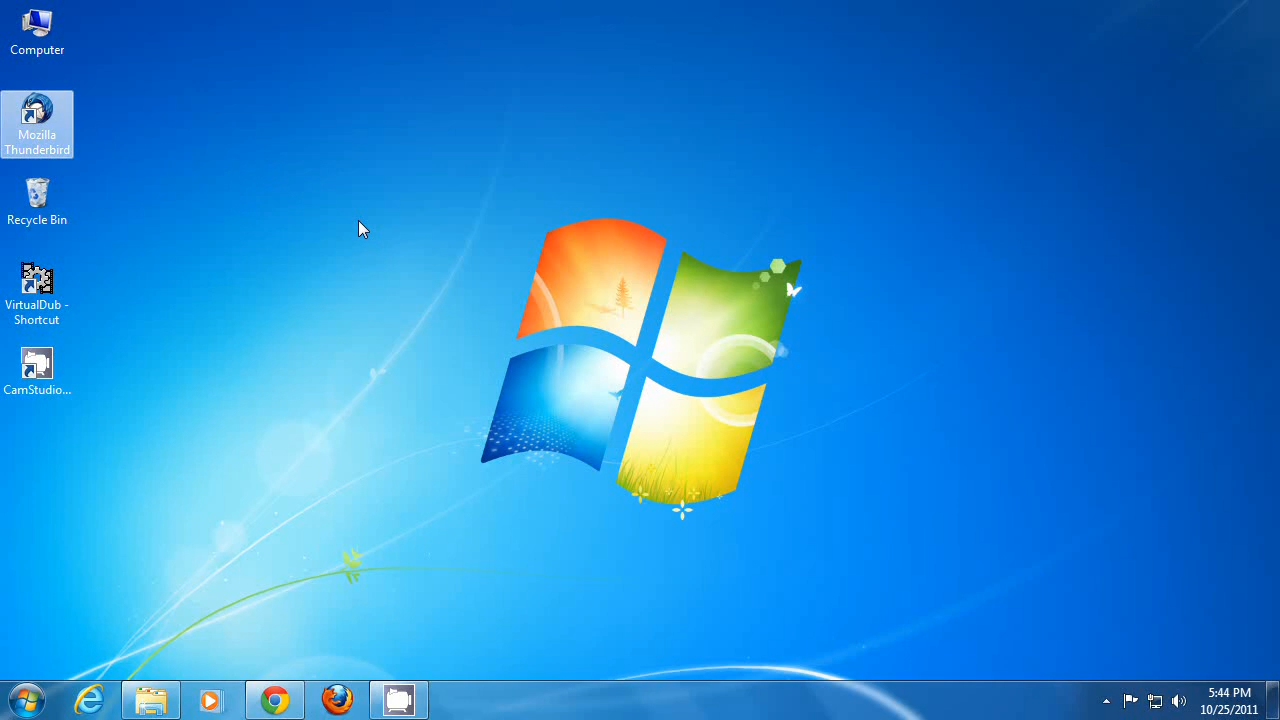 Computer
Mozilla
Thunderbird
Recycle Bin
VirtualDub -
Shortcut
CamStudio...
5:44 PM
10/25/2011